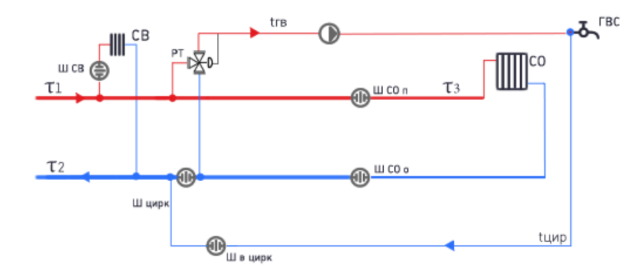 tгв
ГВС
СВ
РТ
Ш СВ
СО
τ1
Ш СО п
τ3
τ2
Ш СО о
Ш цирк
tцир
Ш в цирк